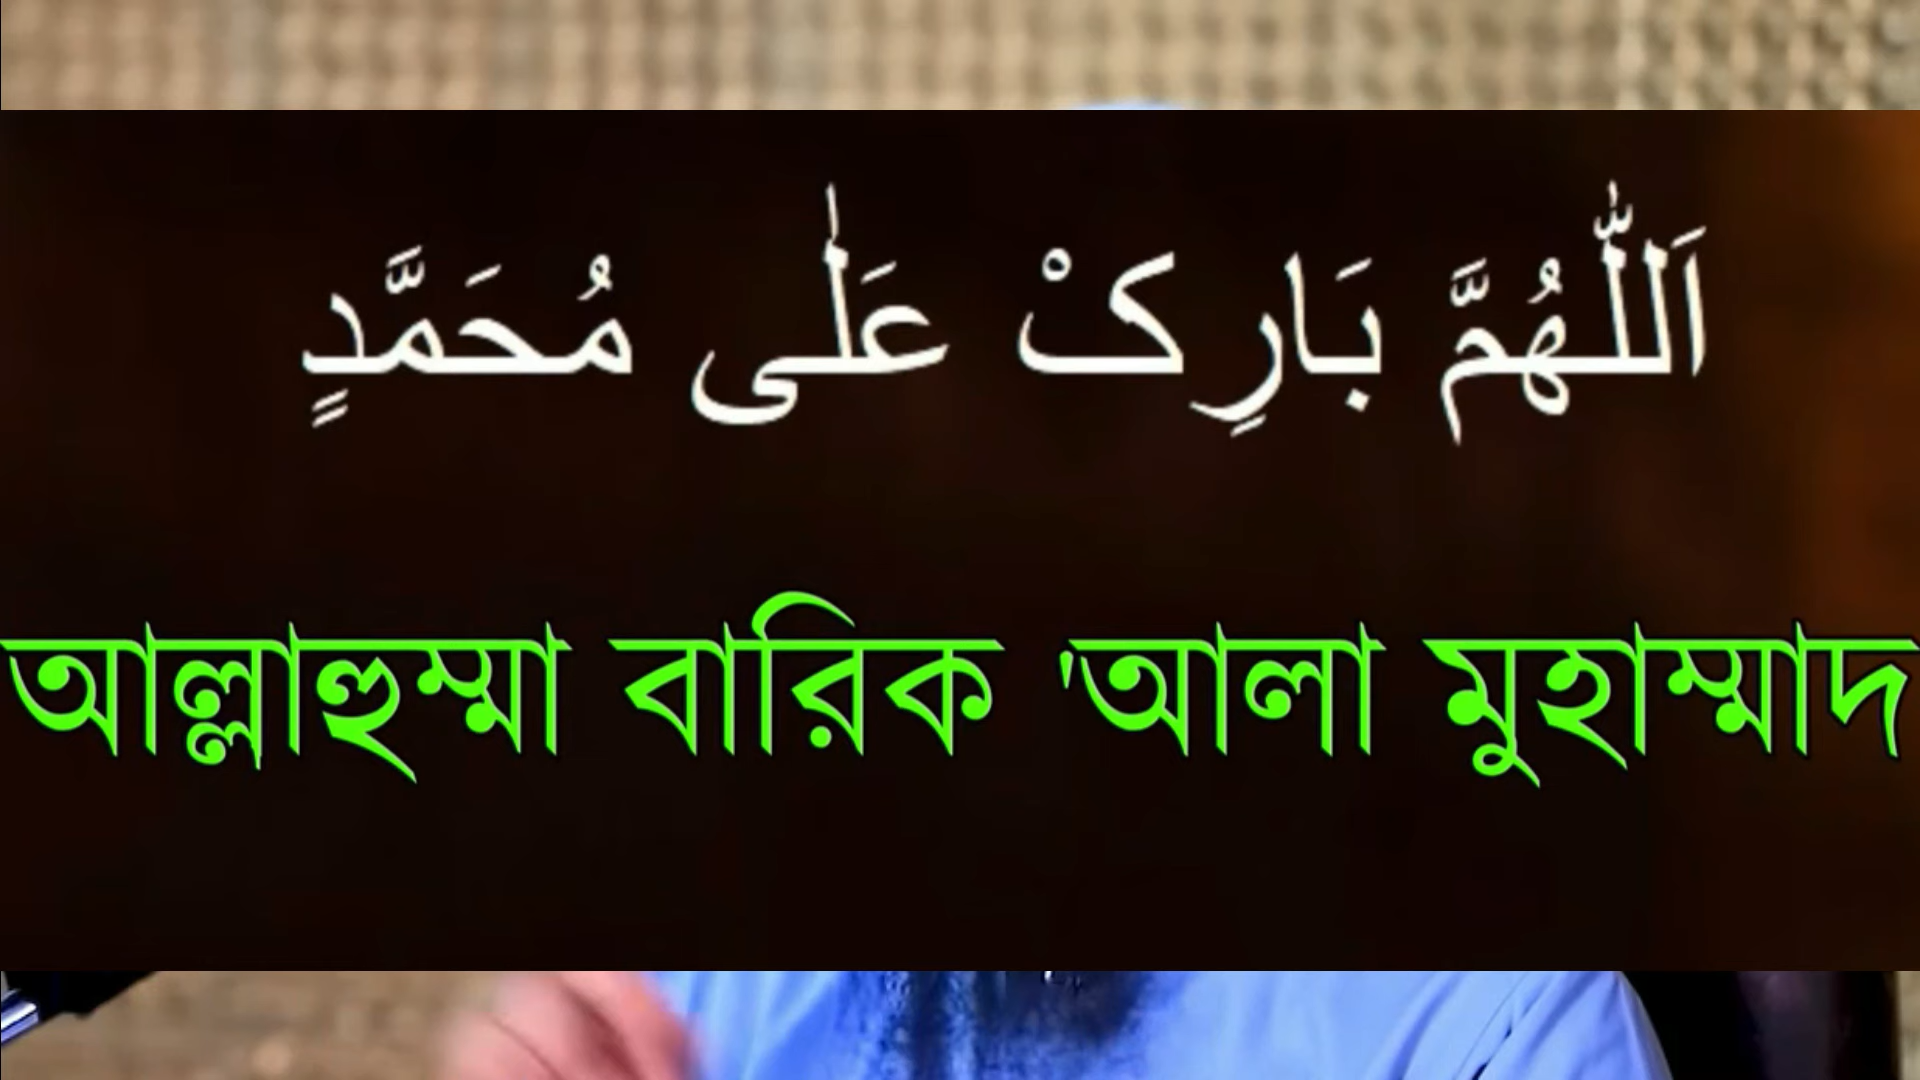 اَللّٰهُمَّ بَارِکْ عَلٰی مُحَمَّدٍ
আল্লাহুম্মা বারিক 'আলা মুহাম্মাদ